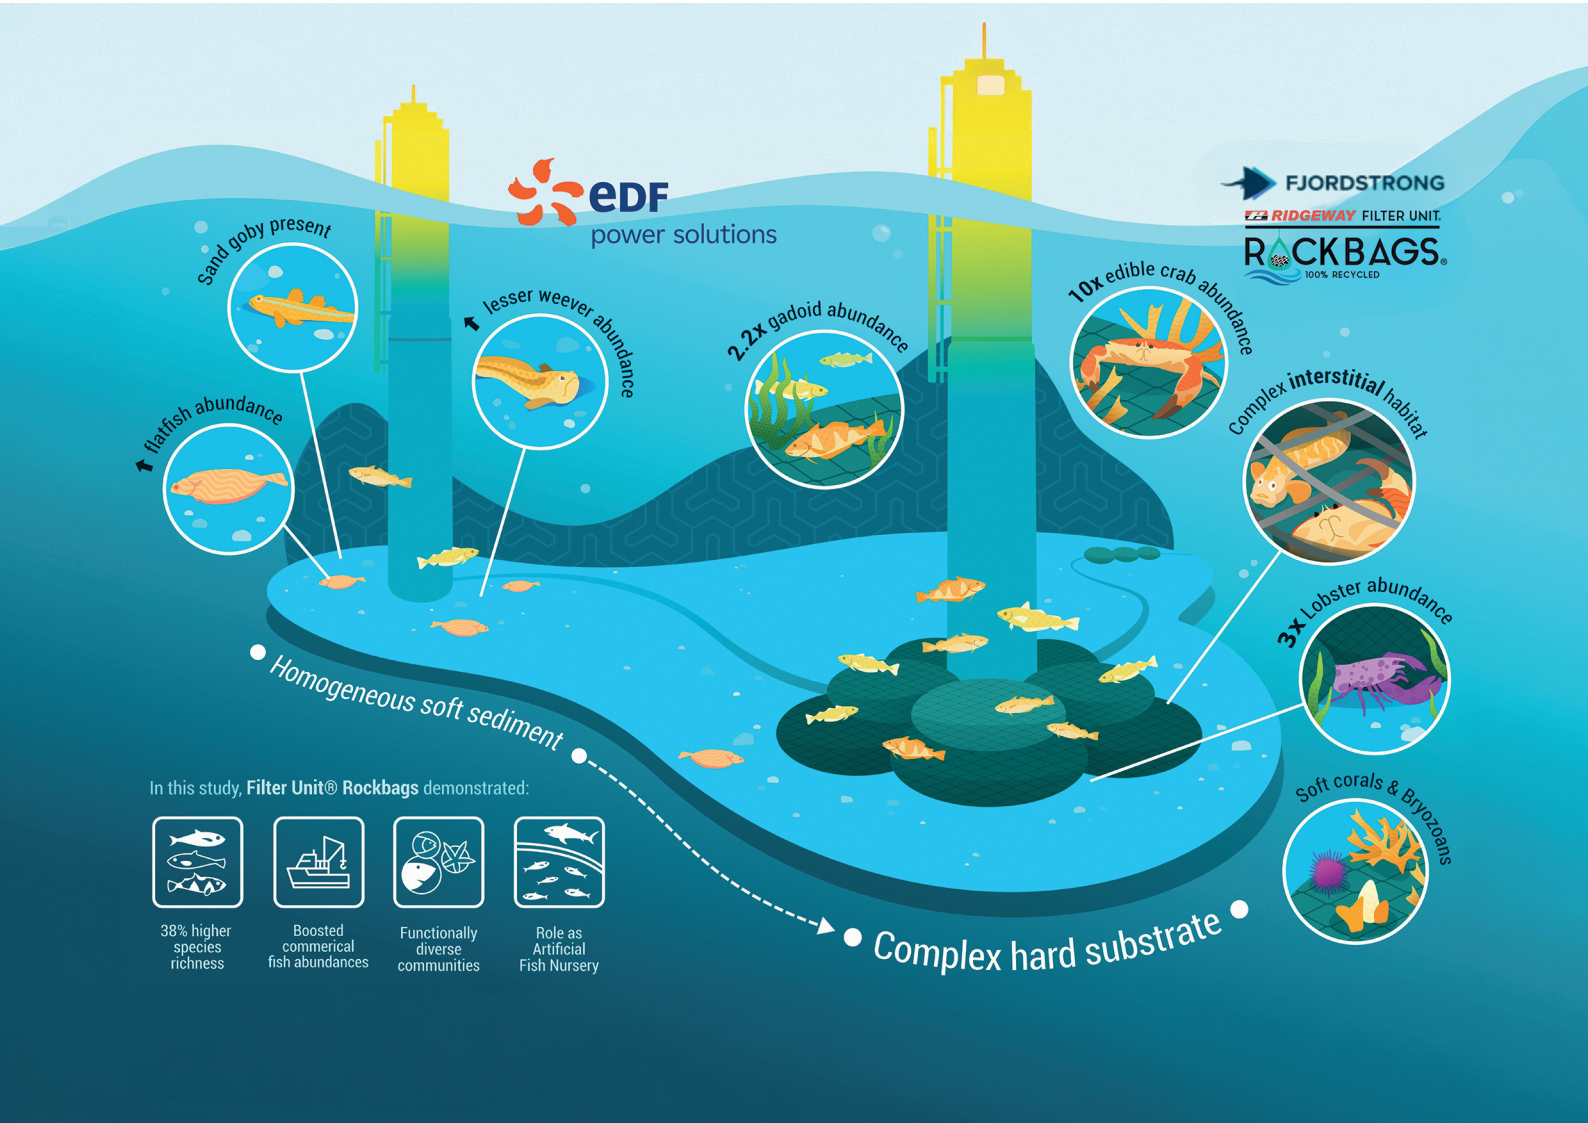 eDF
power solutions
FJORDSTRONG
RIDGEWAY FILTER UNIT®
ROCKBAGS®
100% RECYCLED
Sand goby present
flatfish abundance
lesser weever abundance
2.2x gadoid abundance
10x edible crab abundance
Complex interstitial habitat
3x Lobster abundance
Soft corals & Bryozoans
Homogeneous soft sediment
Complex hard substrate
In this study, Filter Unit® Rockbags demonstrated:
38% higher
species
richness
Boosted
commerical
fish abundances
Functionally
diverse
communities
Role as
Artificial
Fish Nursery